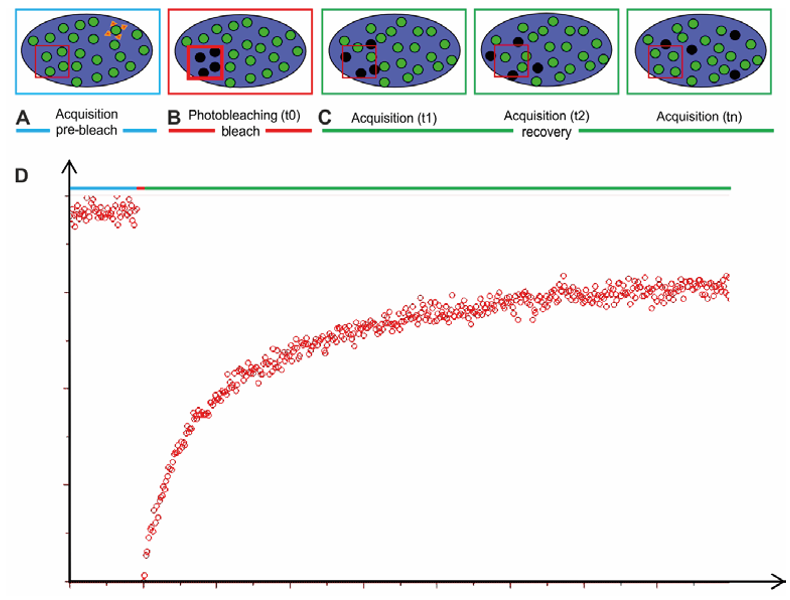 A Acquisition
pre-bleach
B Photobleaching (t0)
bleach
C Acquisition (t1)
Acquisition (t2)
recovery
Acquisition (tn)
D